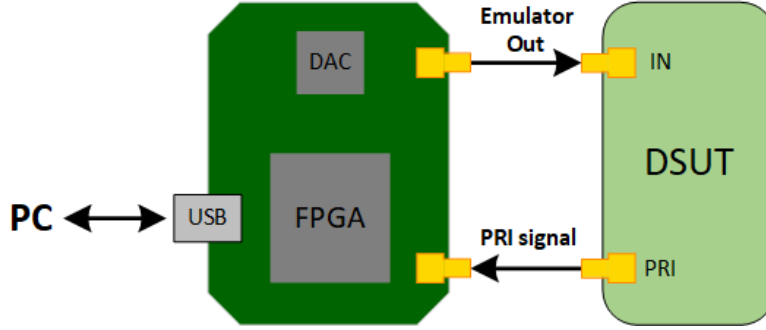 Emulator
Out
DAC
IN
DSUT
PC
USB
FPGA
PRI signal
PRI